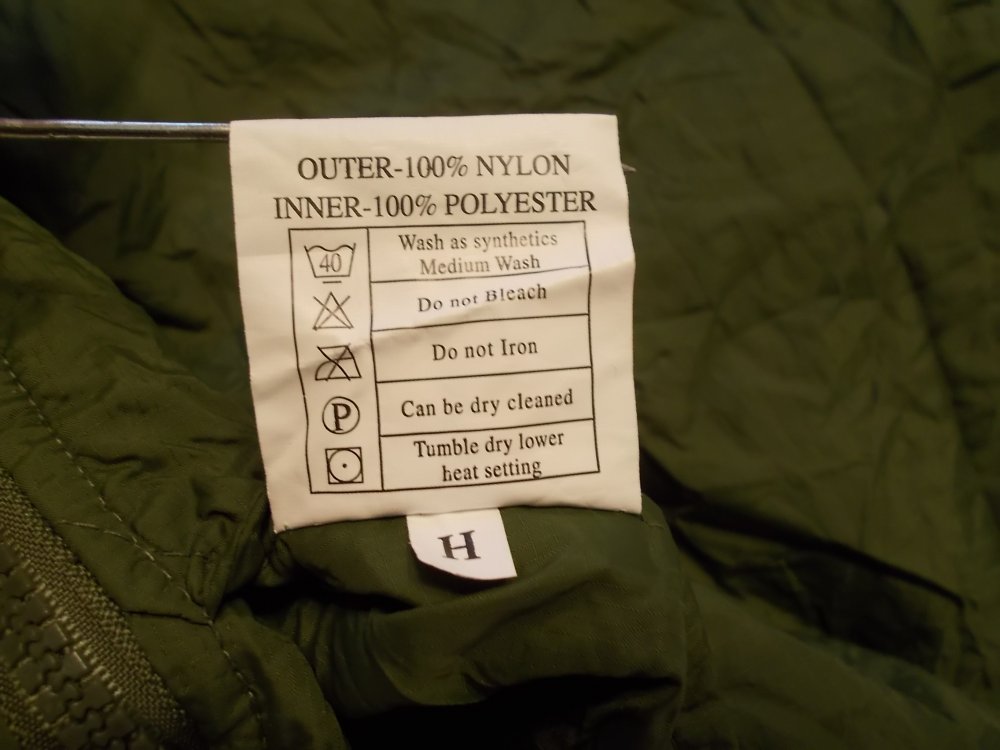 OUTER-100% NYLON
INNER-100% POLYESTER
40
Wash as synthetics
Medium Wash
Do not Bleach
Do not Iron
P
Can be dry cleaned
Tumble dry lower
heat setting
H